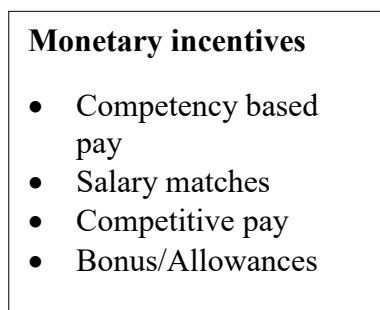 Monetary incentives
• Competency based
pay
• Salary matches
• Competitive pay
• Bonus/Allowances